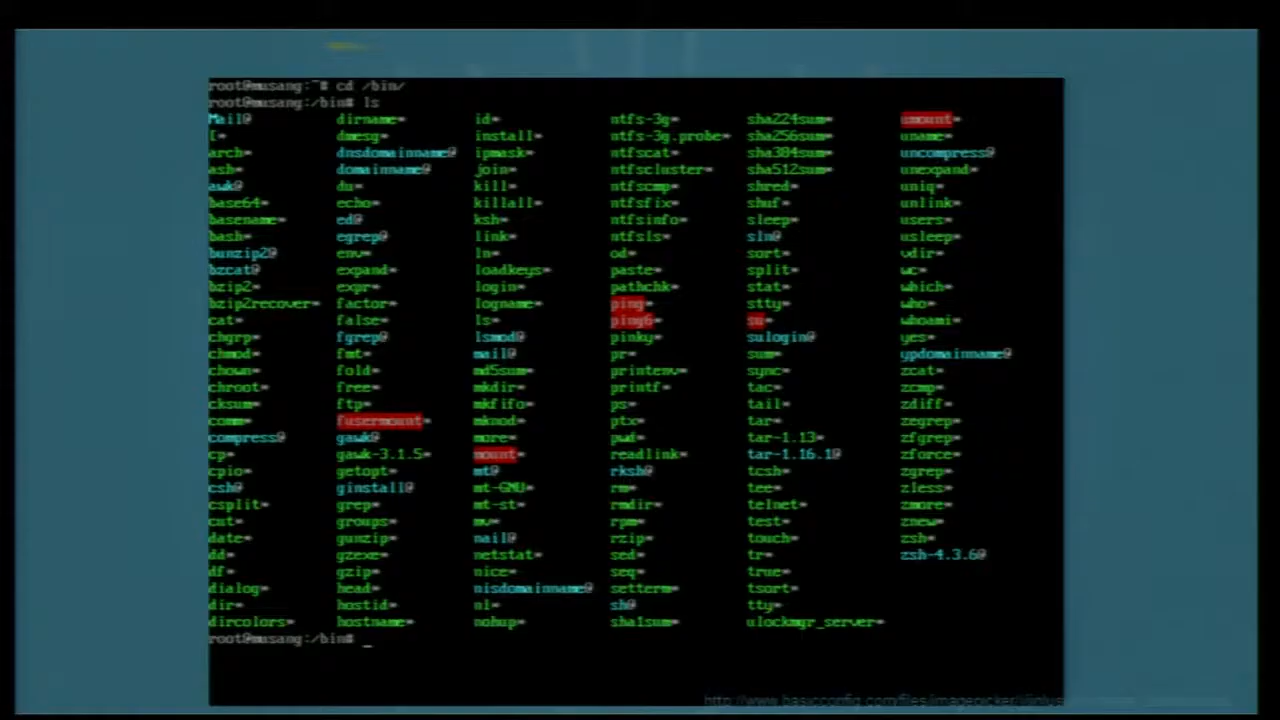 root@musang:~# cd /bin/
root@musang:/bin# ls
Mail@ dirname* id* ntfs-3g* sha224sum* umount*
[* dmesg* install* ntfs-3g.probe* sha256sum* uname*
arch* dnsdomainname@ ipmask* ntfscat* sha384sum* uncompress@
ash* domainname@ join* ntfscluster* sha512sum* unexpand*
awk@ du* kill* ntfscmp* shred* uniq*
base64* echo* killall* ntfsfix* shuf* unlink*
basename* ed@ ksh* ntfsinfo* sleep* users*
bash* egrep@ link* ntfsls* sln@ usleep*
bunzip2@ env* ln* od* sort* vdir*
bzcat@ expand* loadkeys* paste* split* wc*
bzip2* expr* login* pathchk* stat* which*
bzip2recover* factor* logname* ping* stty* who*
cat* false* ls* ping6* su* whoami*
chgrp* fgrep@ lsmod@ pinky* sulogin@ yes*
chmod* fmt* mail@ pr* sum* ypdomainname@
chown* fold* md5sum* printenv* sync* zcat*
chroot* free* mkdir* printf* tac* zcmp*
cksum* ftp* mkfifo* ps* tail* zdiff*
comm* fusermount* mknod* ptx* tar* zegrep*
compress@ gawk@ more* pwd* tar-1.13* zfgrep*
cp* gawk-3.1.5* mount* readlink* tar-1.16.1@ zforce*
cpio* getopt* mt@ rksh@ tcsh* zgrep*
csh@ ginstall@ mt-GNU* rm* tee* zless*
csplit* grep* mt-st* rmdir* telnet* zmore*
cut* groups* mv* rpm* test* znew*
date* gunzip* nail@ rzip* touch* zsh*
dd* gzexe* netstat* sed* tr* zsh-4.3.6@
df* gzip* nice* seq* true*
dialog* head* nisdomainname@ setterm* tsort*
dir* hostid* nl* sh@ tty*
dircolors* hostname* nohup* sha1sum* ulockmgr_server*
root@musang:/bin# _
http://www.basicconfig.com/files/imagepicker/j/linux